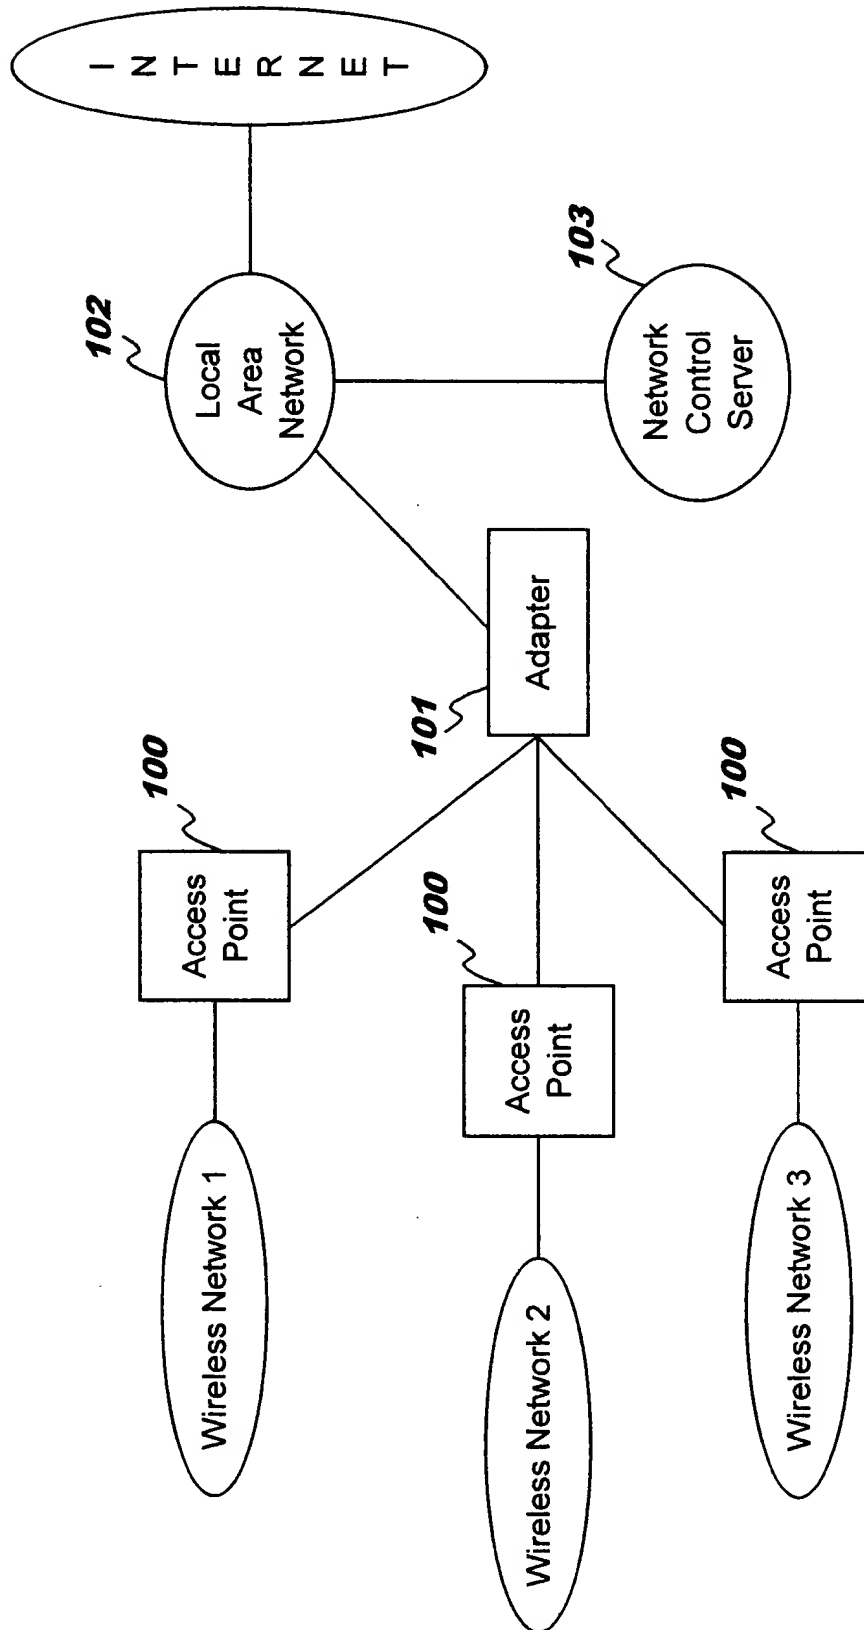 Wireless Network 1
Access
Point
100
Wireless Network 2
Access
Point
100
Wireless Network 3
Access
Point
100
Adapter
101
Local
Area
Network
102
Network
Control
Server
103
INTERNET